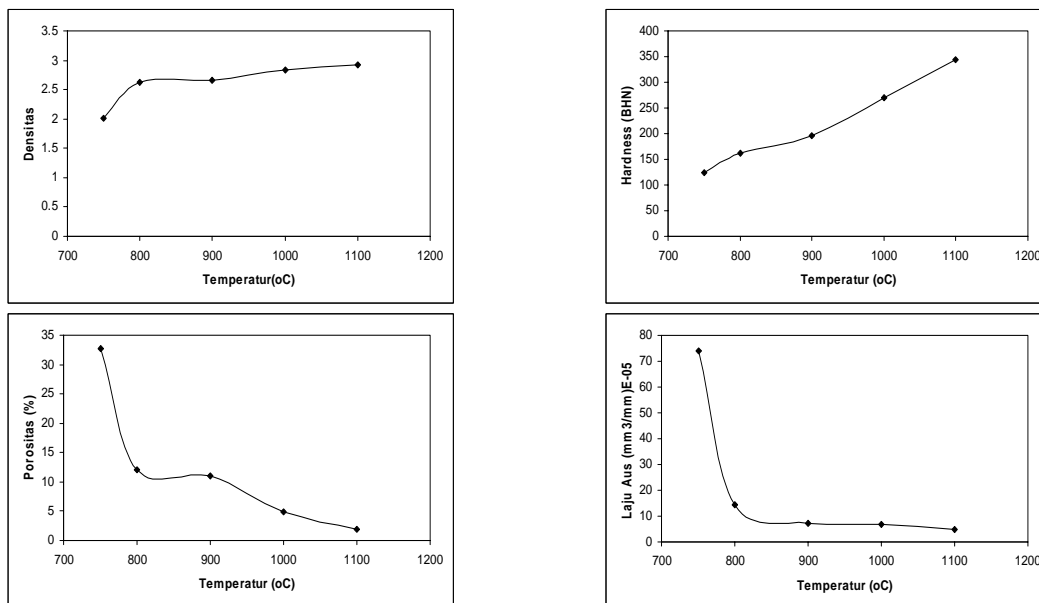 3.5
3
2.5
2
1.5
1
0.5
0
700 800 900 1000 1100 1200
Densitas
Temperatur(oC)
400
350
300
250
200
150
100
50
0
700 800 900 1000 1100 1200
Hardness (BHN)
Temperatur (oC)
35
30
25
20
15
10
5
0
700 800 900 1000 1100 1200
Porositas (%)
Temperatur (oC)
80
70
60
50
40
30
20
10
0
700 800 900 1000 1100 1200
Laju Aus (mm3/mm)E-05
Temperatur (oC)